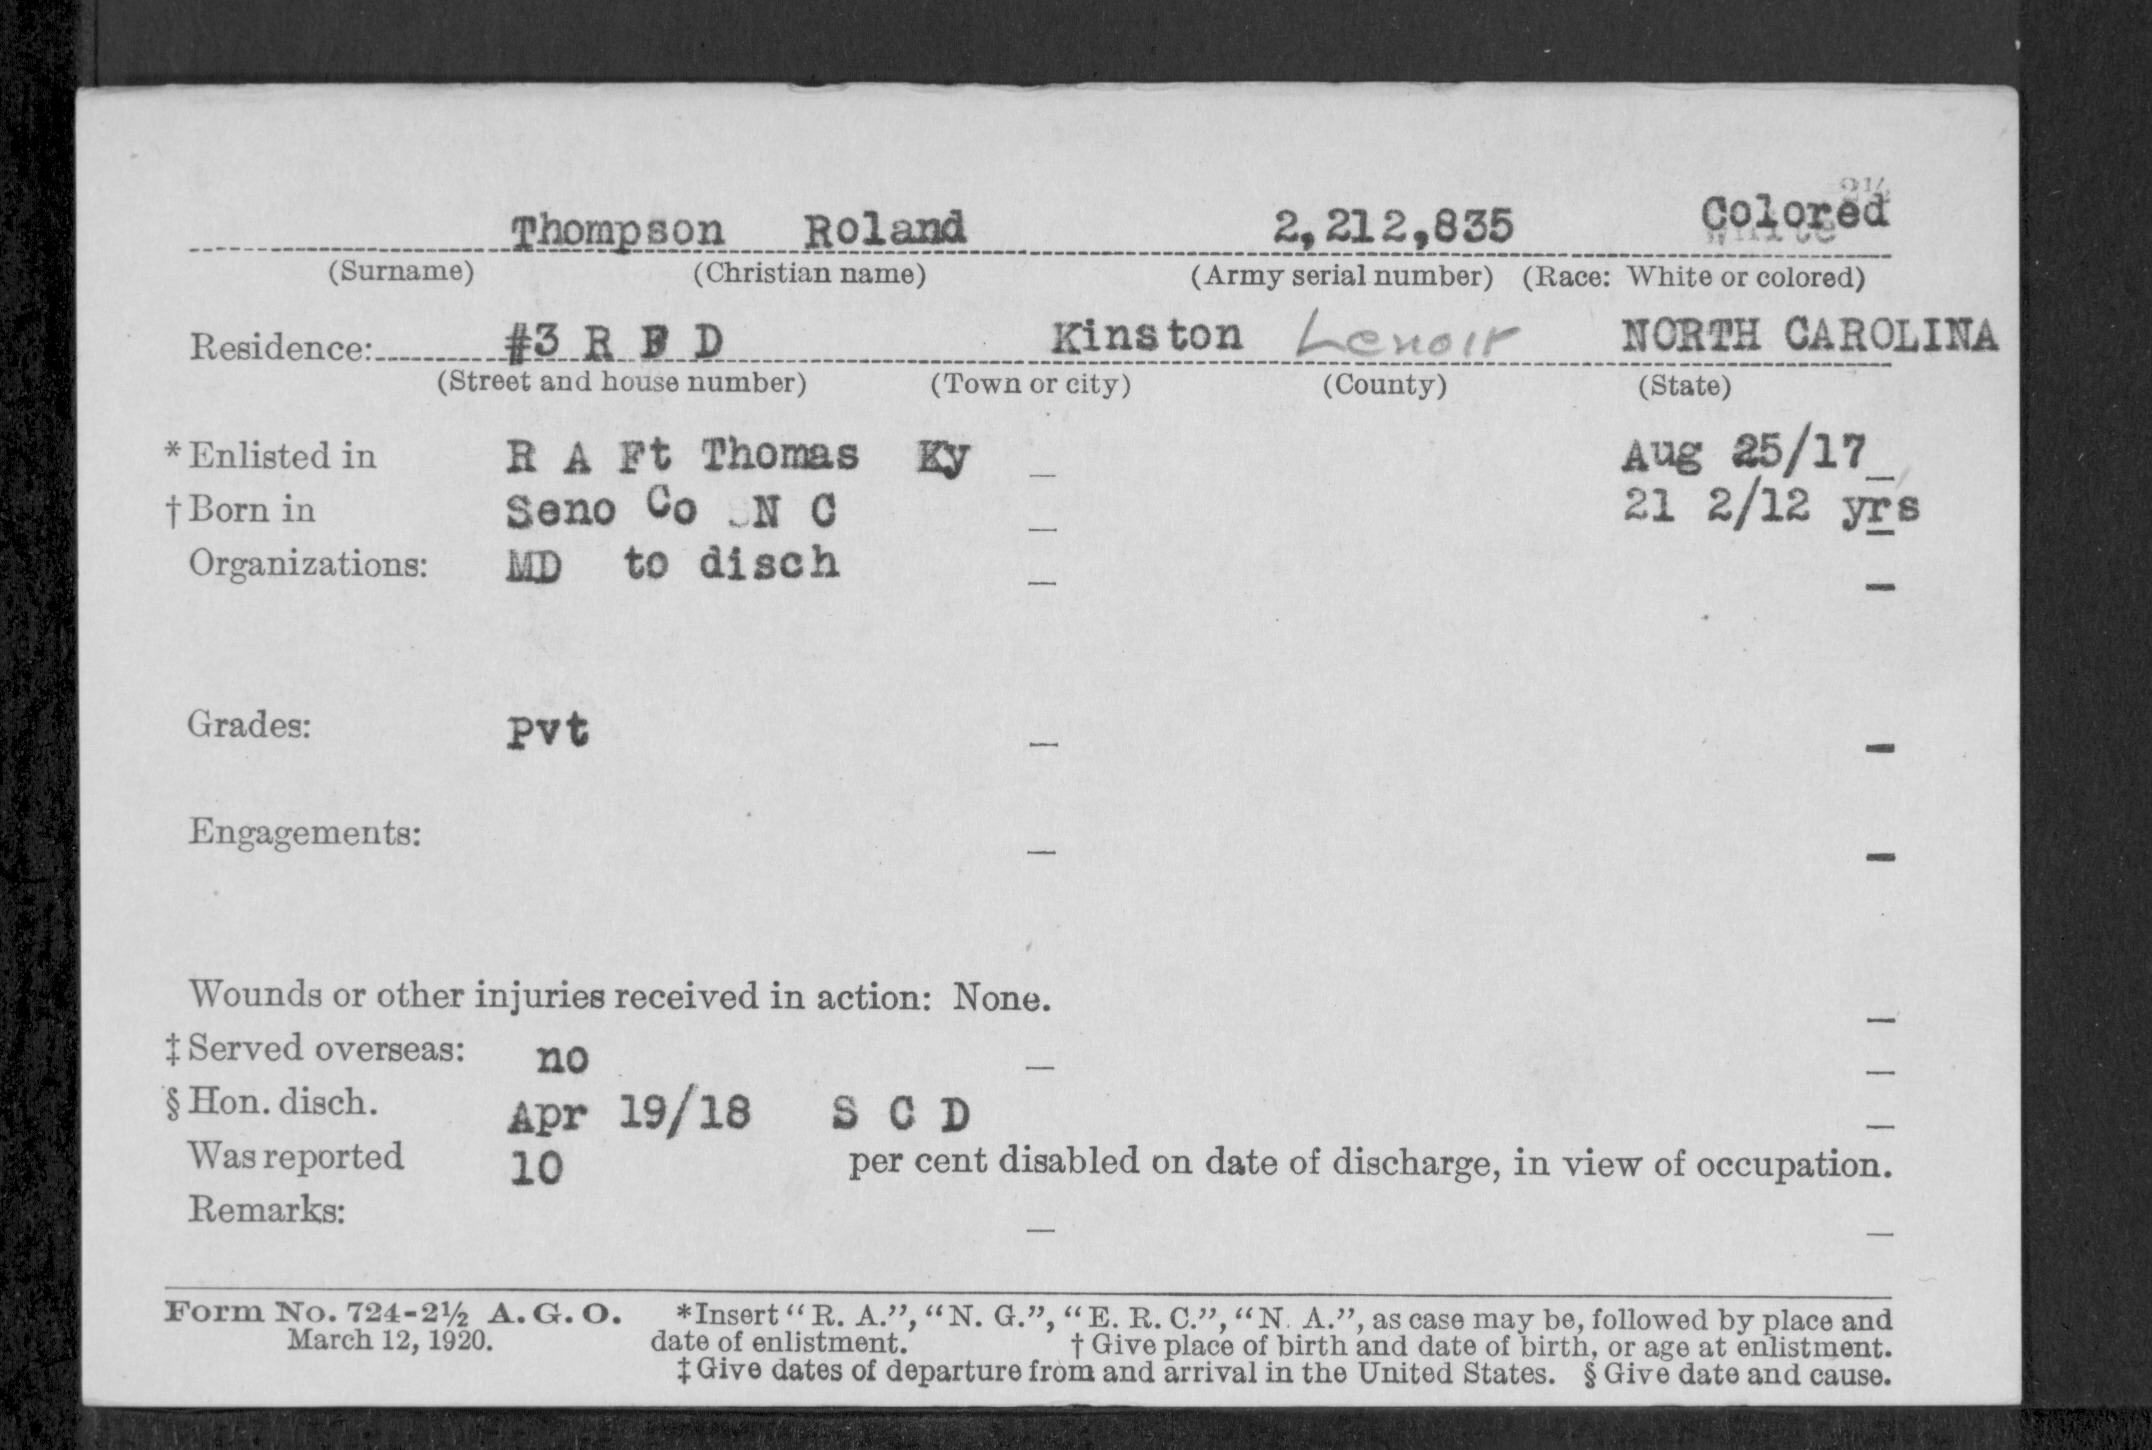 Thompson Roland 2,212,835 Colored
(Surname) (Christian name) (Army serial number) (Race: White or colored)
Residence: #3 R F D Kinston Lenoir NORTH CAROLINA
(Street and house number) (Town or city) (County) (State)
* Enlisted in R A Ft Thomas Ky Aug 25/17
† Born in Seno Co N C 21 2/12 yrs
Organizations: MD to disch
Grades: pvt
Engagements:
Wounds or other injuries received in action: None.
‡ Served overseas: no
§ Hon. disch. Apr 19/18 S C D
Was reported 10 per cent disabled on date of discharge, in view of occupation.
Remarks:
Form No. 724-2½ A. G. O. *Insert "R. A.", "N. G.", "E. R. C.", "N. A.", as case may be, followed by place and
March 12, 1920. date of enlistment. † Give place of birth and date of birth, or age at enlistment.
‡ Give dates of departure from and arrival in the United States. § Give date and cause.